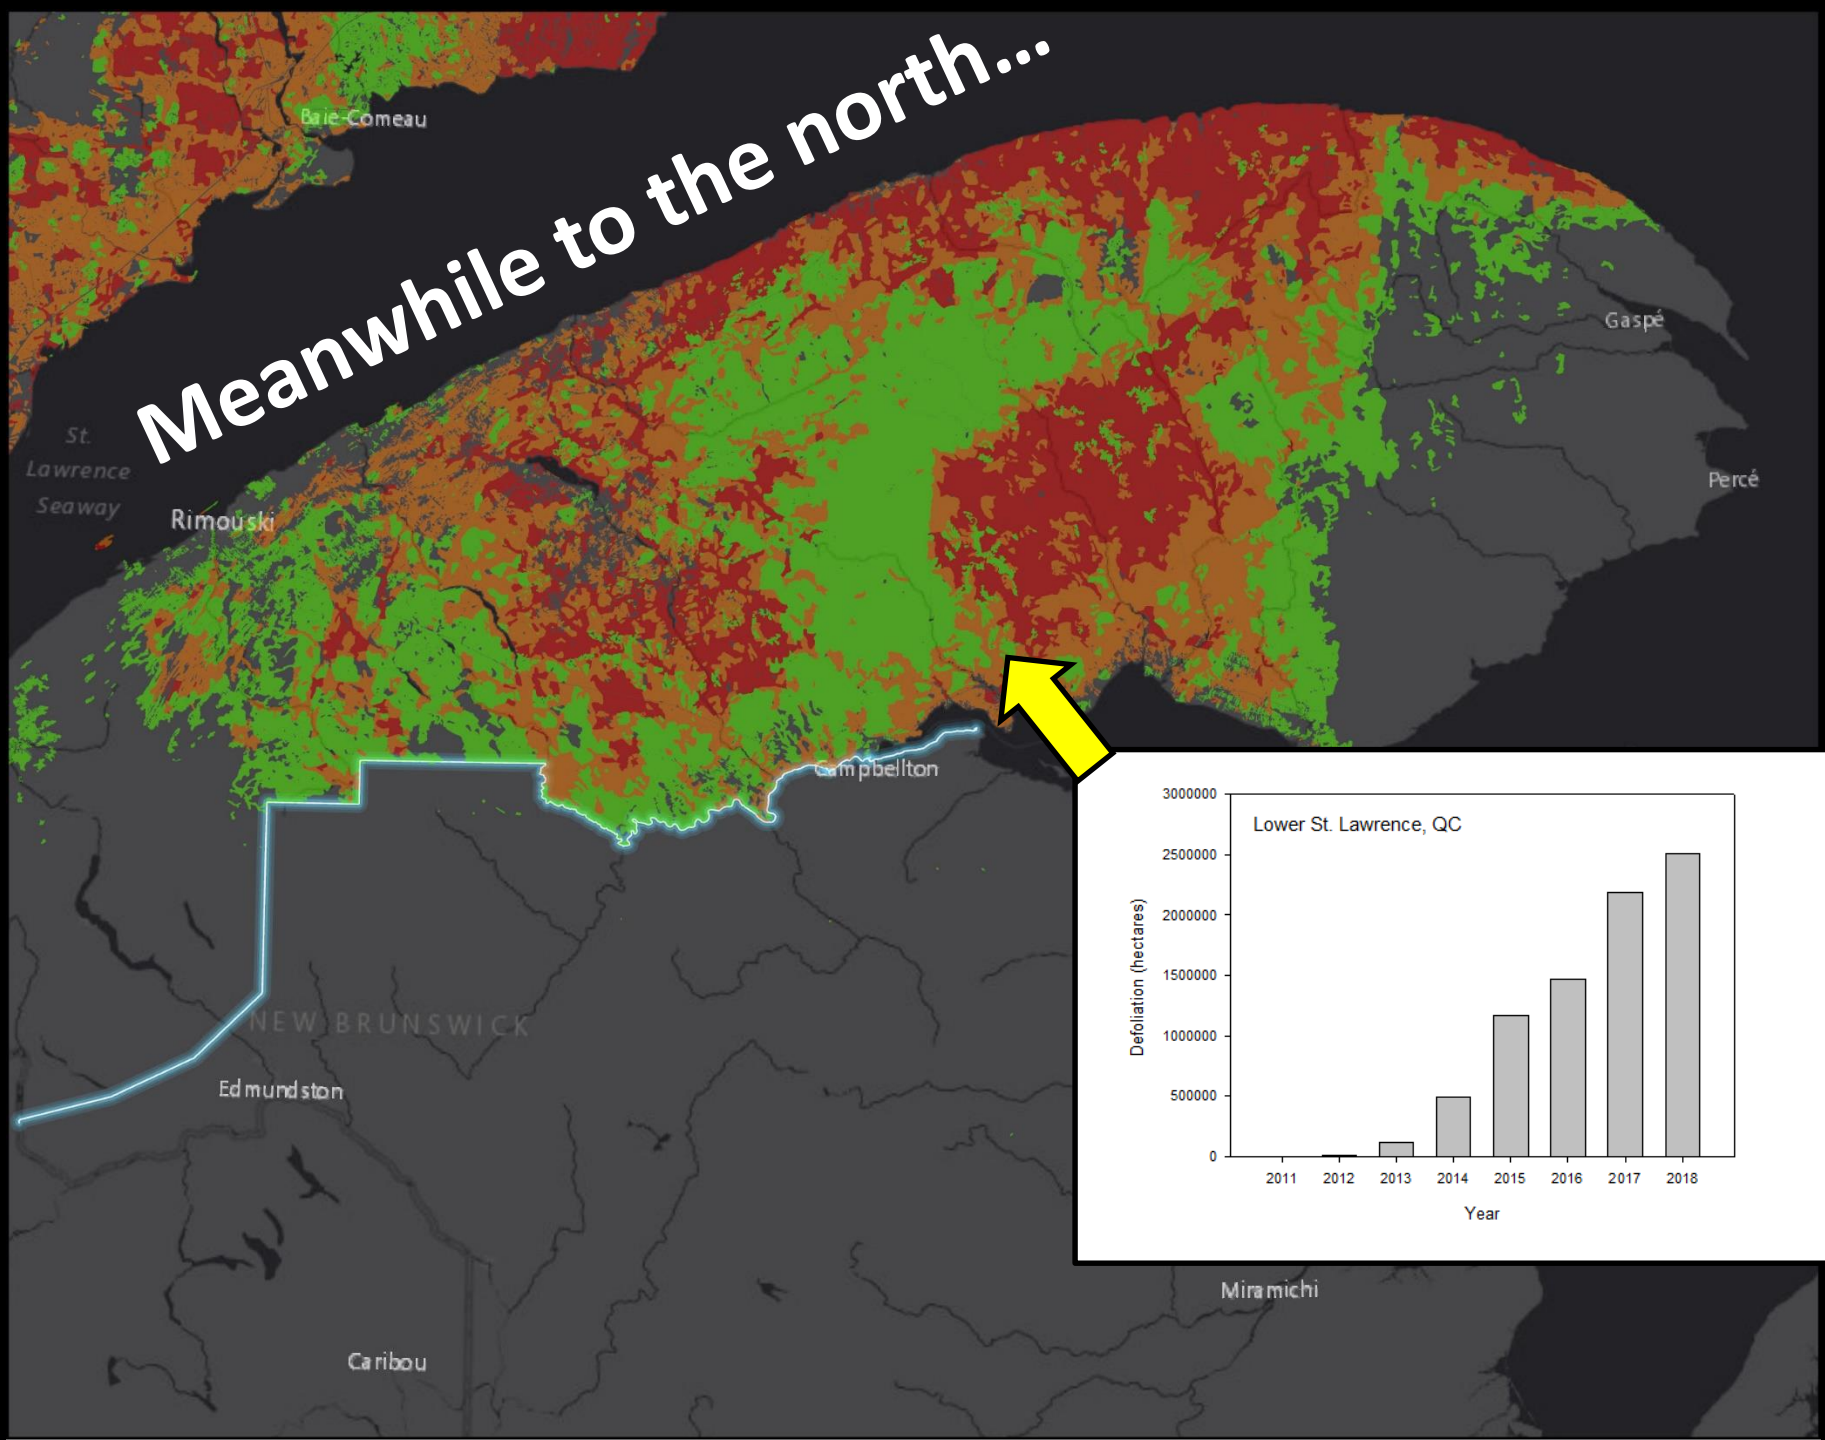 Meanwhile to the north...
Baie-Comeau
Gaspé
St.
Lawrence
Seaway
Percé
Rimouski
Campbellton
NEW BRUNSWICK
Edmundston
Caribou
Miramichi
Lower St. Lawrence, QC
Defoliation (hectares)
3000000
2500000
2000000
1500000
1000000
500000
0
2011 2012 2013 2014 2015 2016 2017 2018
Year